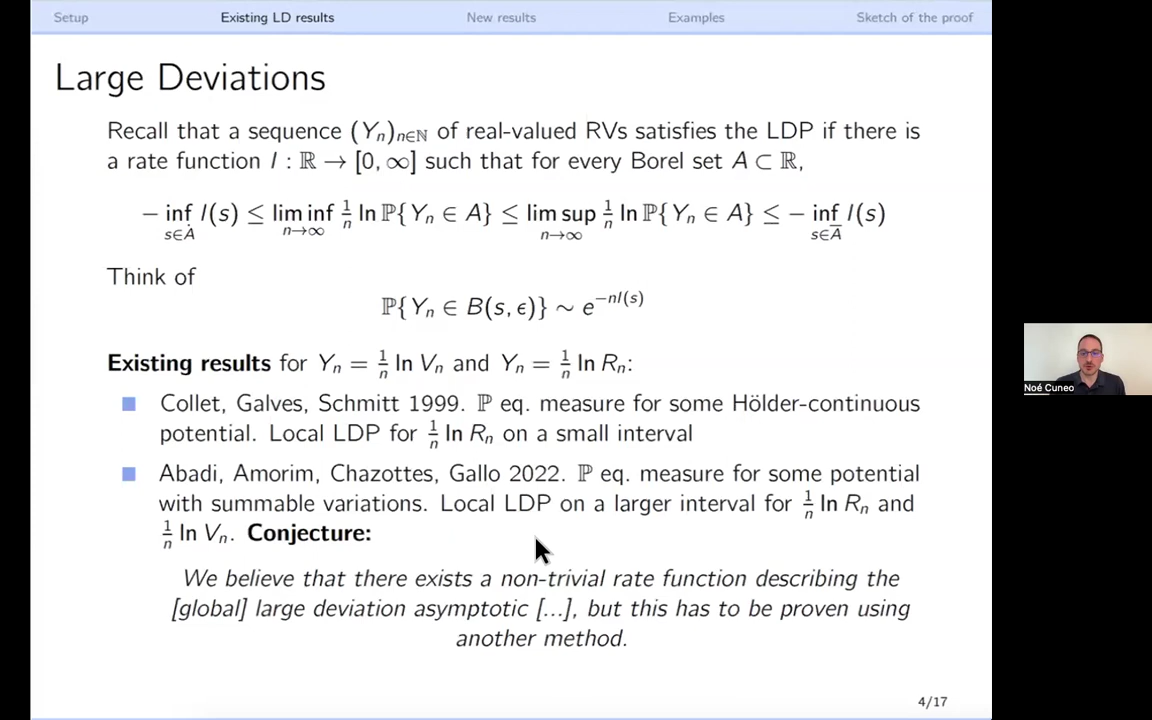 Setup Existing LD results New results Examples Sketch of the proof
Large Deviations
Recall that a sequence (Yₙ)ₙ∈ℕ of real-valued RVs satisfies the LDP if there is
a rate function I : ℝ → [0, ∞] such that for every Borel set A ⊂ ℝ,
− inf_{s∈Å} I(s) ≤ lim inf_{n→∞} 1/n ln ℙ{Yₙ ∈ A} ≤ lim sup_{n→∞} 1/n ln ℙ{Yₙ ∈ A} ≤ − inf_{s∈A̅} I(s)
Think of
ℙ{Yₙ ∈ B(s, ϵ)} ∼ e^{−nI(s)}
Existing results for Yₙ = 1/n ln Vₙ and Yₙ = 1/n ln Rₙ:
Collet, Galves, Schmitt 1999. ℙ eq. measure for some Hölder-continuous
potential. Local LDP for 1/n ln Rₙ on a small interval
Abadi, Amorim, Chazottes, Gallo 2022. ℙ eq. measure for some potential
with summable variations. Local LDP on a larger interval for 1/n ln Rₙ and
1/n ln Vₙ. Conjecture:
We believe that there exists a non-trivial rate function describing the
[global] large deviation asymptotic [...], but this has to be proven using
another method.
4/17
Noé Cuneo